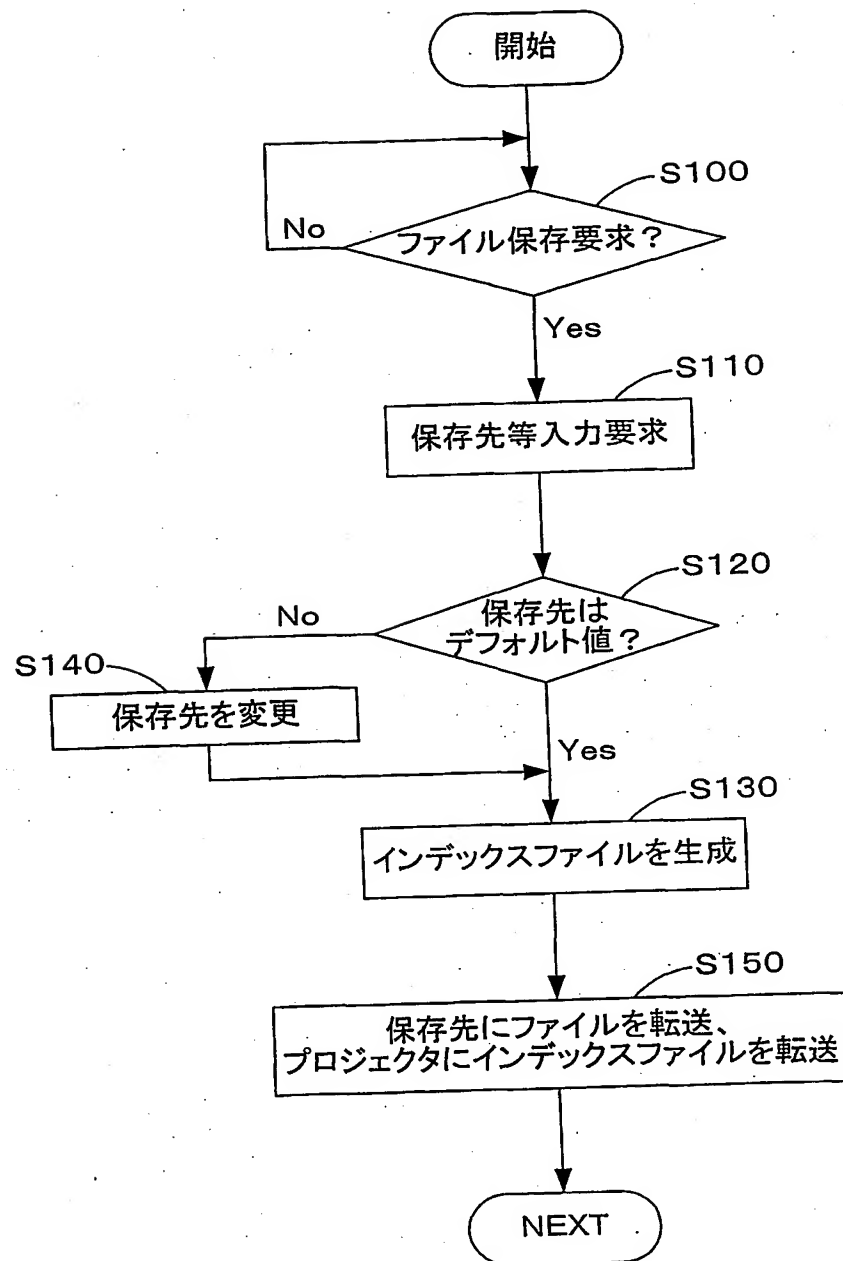 開始
S100
ファイル保存要求？
No
Yes
S110
保存先等入力要求
S120
保存先は
デフォルト値？
No
S140
保存先を変更
Yes
S130
インデックスファイルを生成
S150
保存先にファイルを転送、
プロジェクタにインデックスファイルを転送
NEXT